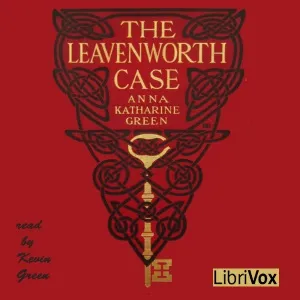 THE
LEAVENWORTH
CASE
ANNA
KATHARINE
GREEN
read
by
Kevin
Green
LibriVox